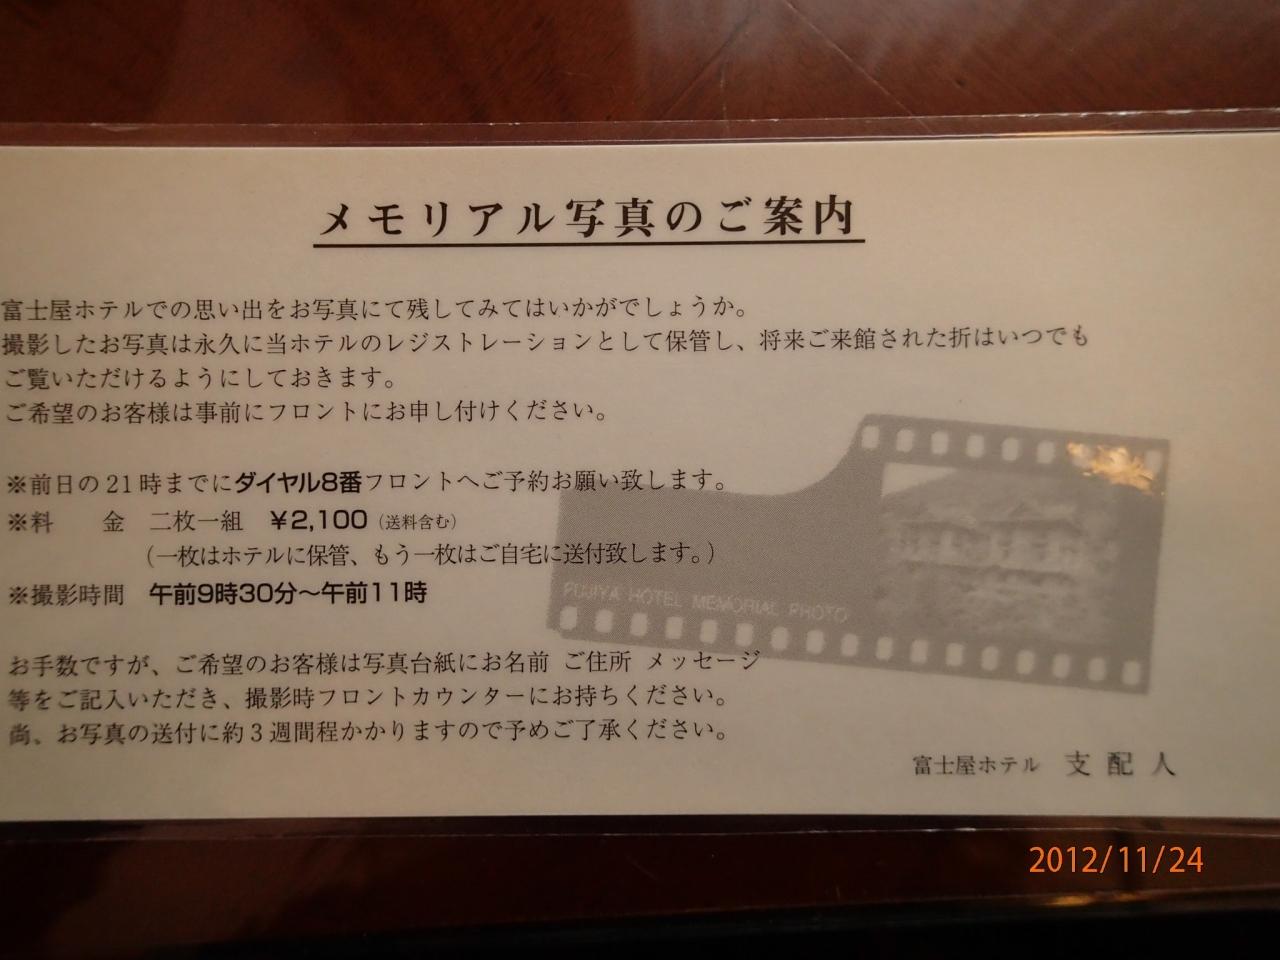 メモリアル写真のご案内
富士屋ホテルでの思い出をお写真にて残してみてはいかがでしょうか。
撮影したお写真は永久に当ホテルのレジストレーションとして保管し、将来ご来館された折はいつでも
ご覧いただけるようにしておきます。
ご希望のお客様は事前にフロントにお申し付けください。
※前日の21時までにダイヤル8番フロントへご予約お願い致します。
※料　　金　二枚一組　¥2,100（送料含む）
（一枚はホテルに保管、もう一枚はご自宅に送付致します。）
※撮影時間　午前9時30分〜午前11時
FUJIYA HOTEL MEMORIAL PHOTO
お手数ですが、ご希望のお客様は写真台紙にお名前 ご住所 メッセージ
等をご記入いただき、撮影時フロントカウンターにお持ちください。
尚、お写真の送付に約3週間程かかりますので予めご了承ください。
富士屋ホテル　支配人
2012/11/24